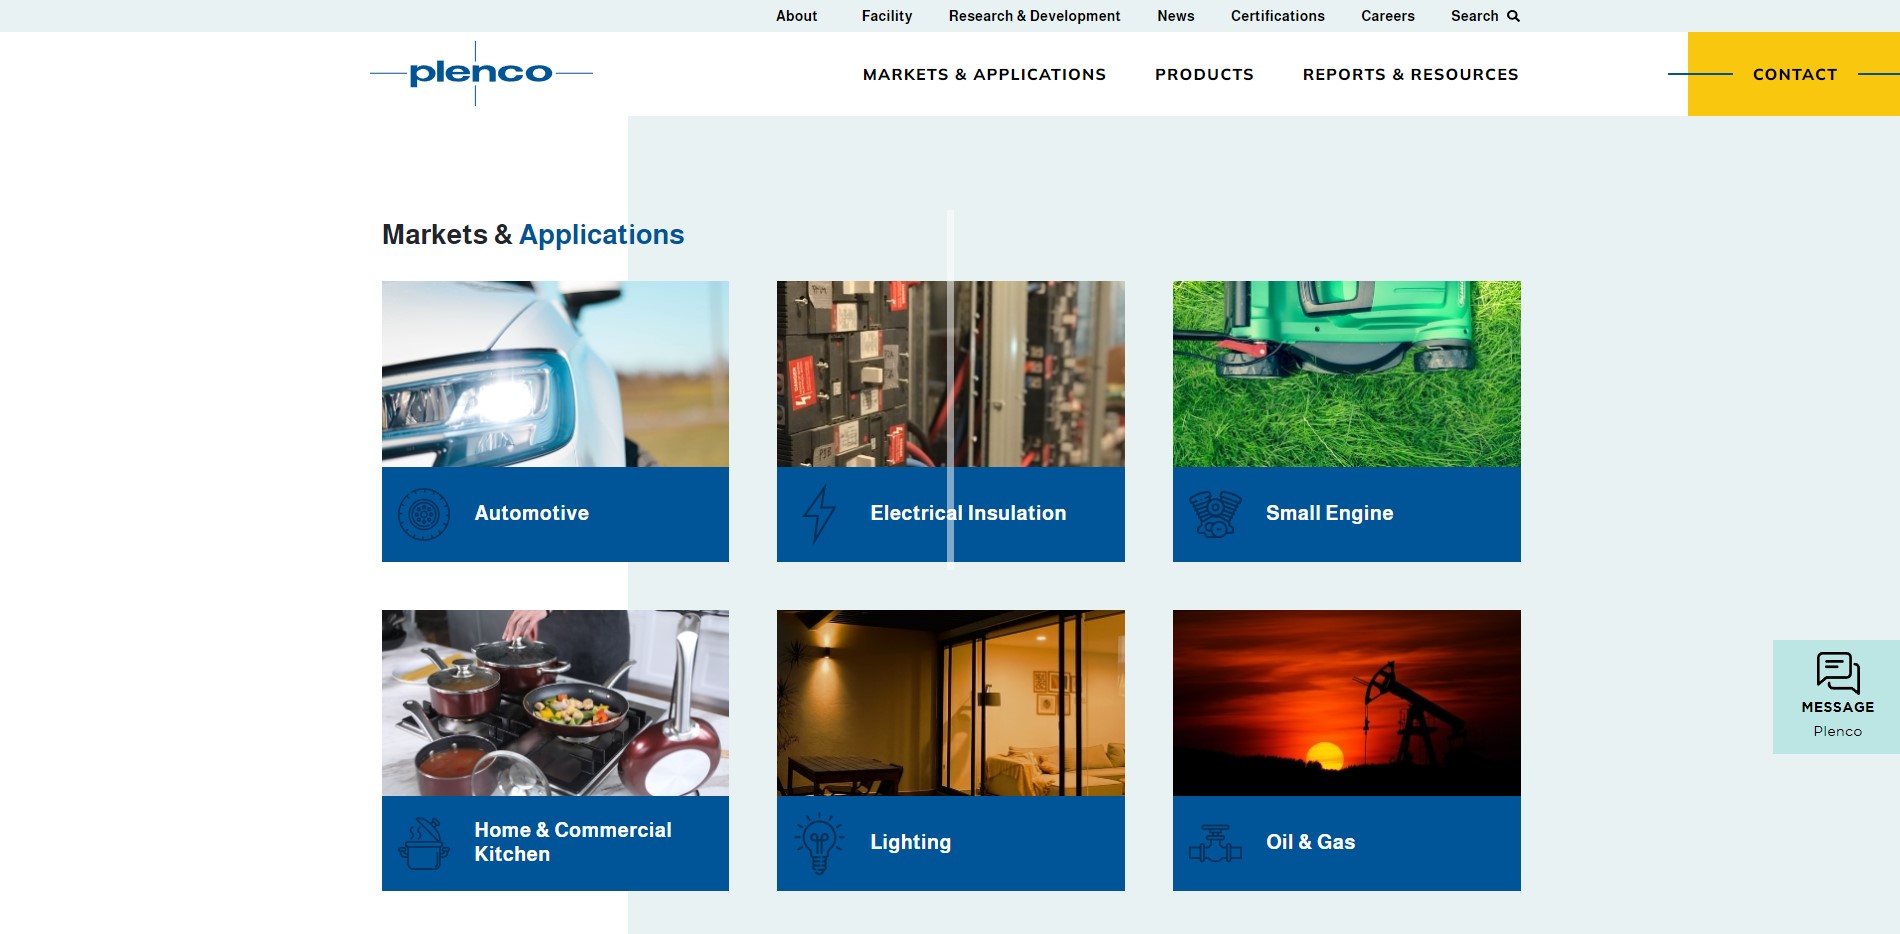 About Facility Research & Development News Certifications Careers Search
plenco
MARKETS & APPLICATIONS PRODUCTS REPORTS & RESOURCES CONTACT
Markets & Applications
Automotive
Electrical Insulation
Small Engine
Home & Commercial
Kitchen
Lighting
Oil & Gas
MESSAGE
Plenco